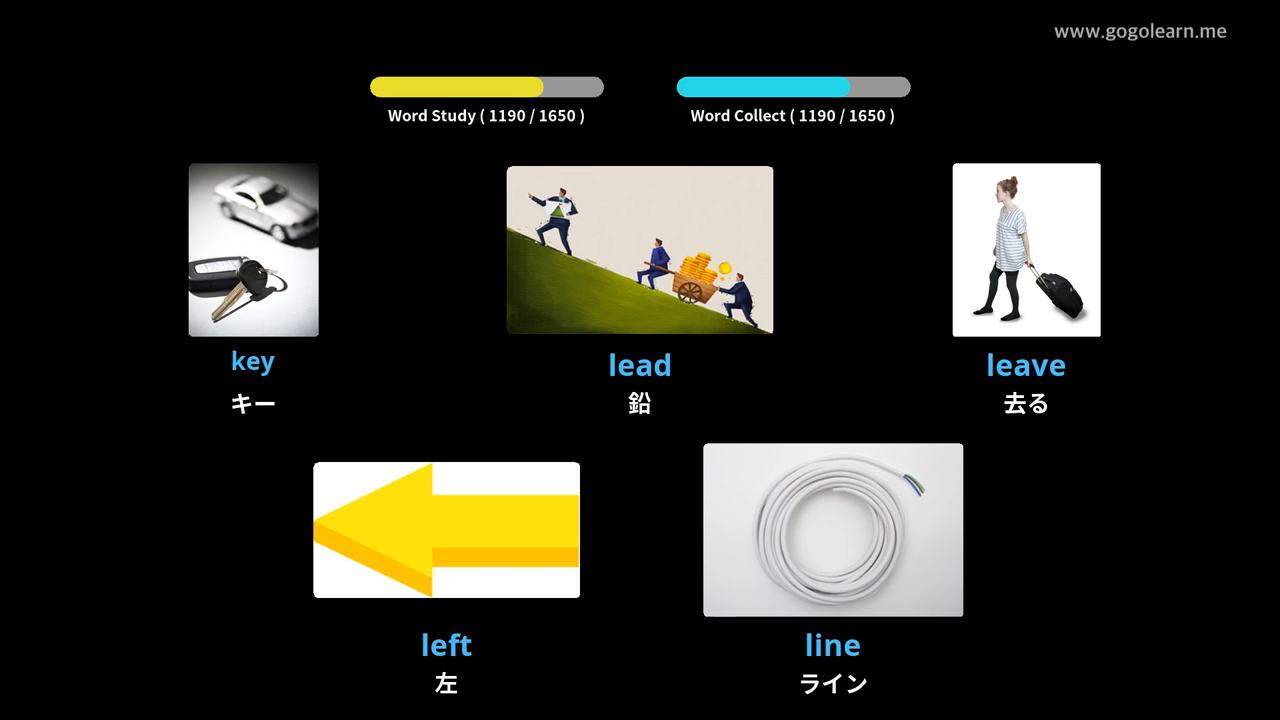 www.gogolearn.me
Word Study ( 1190 / 1650 )
Word Collect ( 1190 / 1650 )
key
キー
lead
鉛
leave
去る
left
左
line
ライン